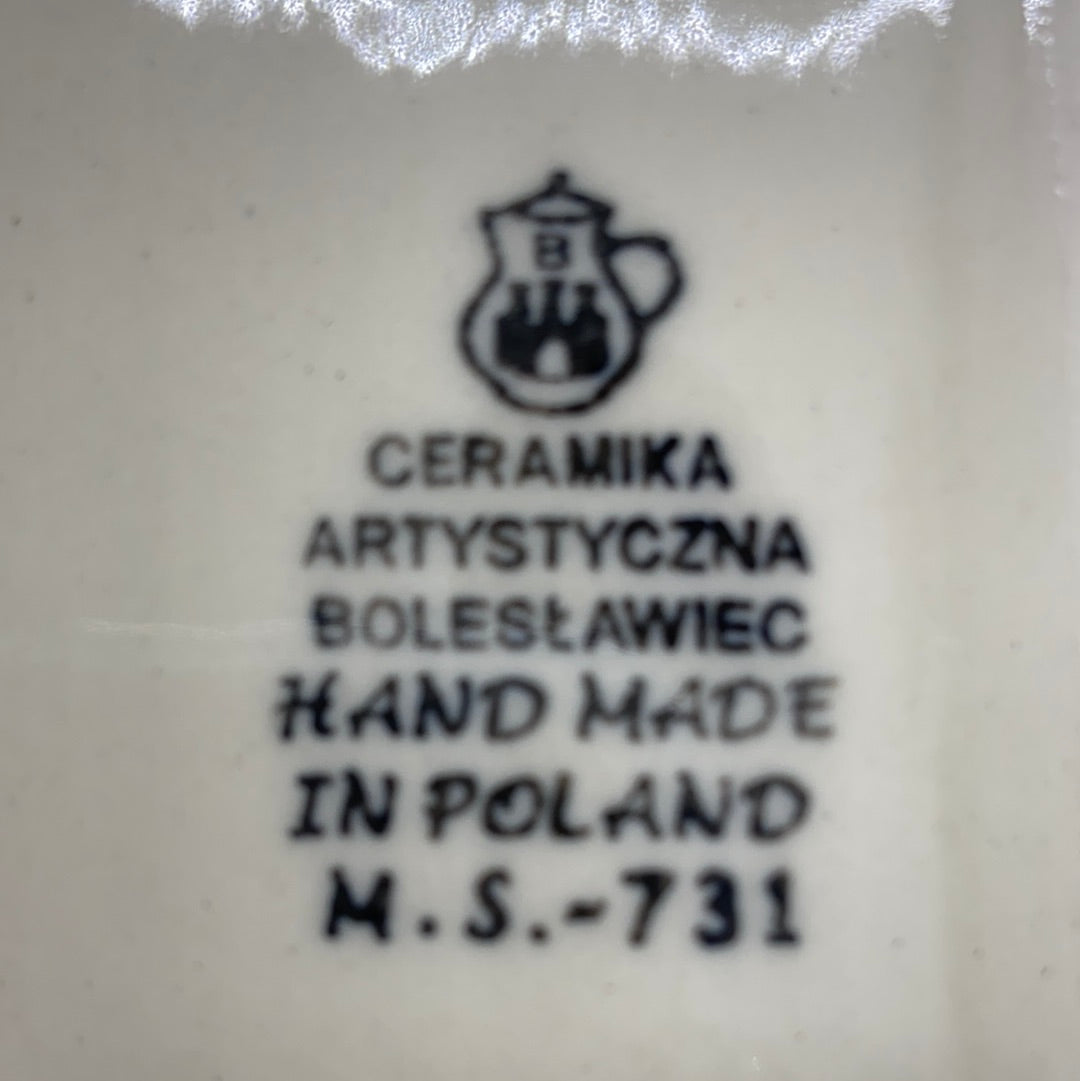 B
CERAMIKA
ARTYSTYCZNA
BOLESŁAWIEC
HAND MADE
IN POLAND
M.S.-731